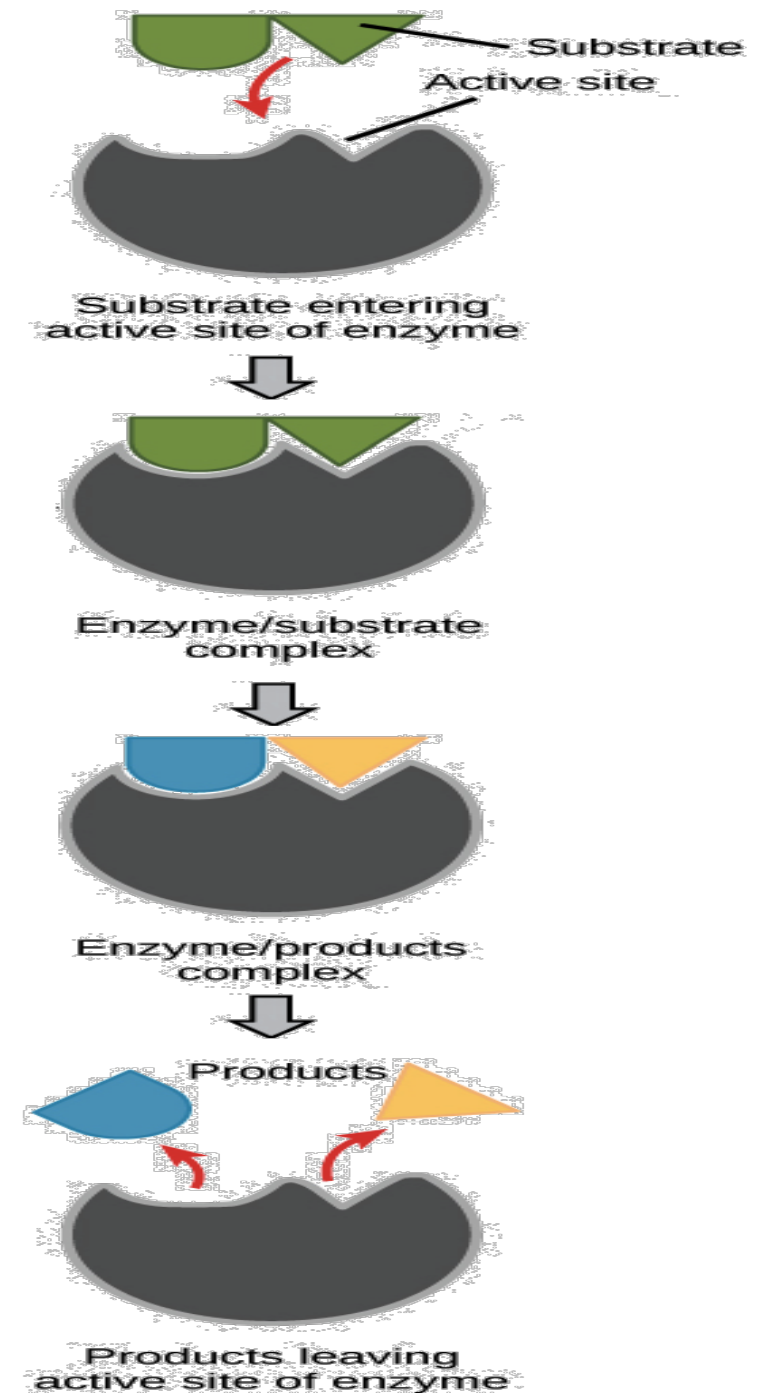 Substrate
Active site
Substrate entering
active site of enzyme
Enzyme/substrate
complex
Enzyme/products
complex
Products
Products leaving
active site of enzyme